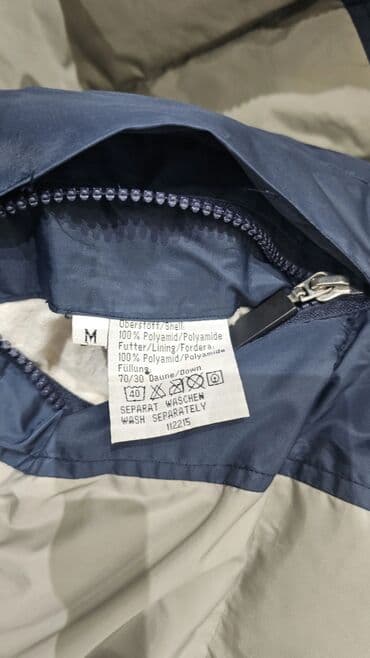 M
Oberstoff/Shell:
100% Polyamid/Polyamide
Futter/Lining/Fordera:
100% Polyamid/Polyamide
Füllung:
70/30 Daune/Down
40
SEPARAT WASCHEN
WASH SEPARATELY
112215